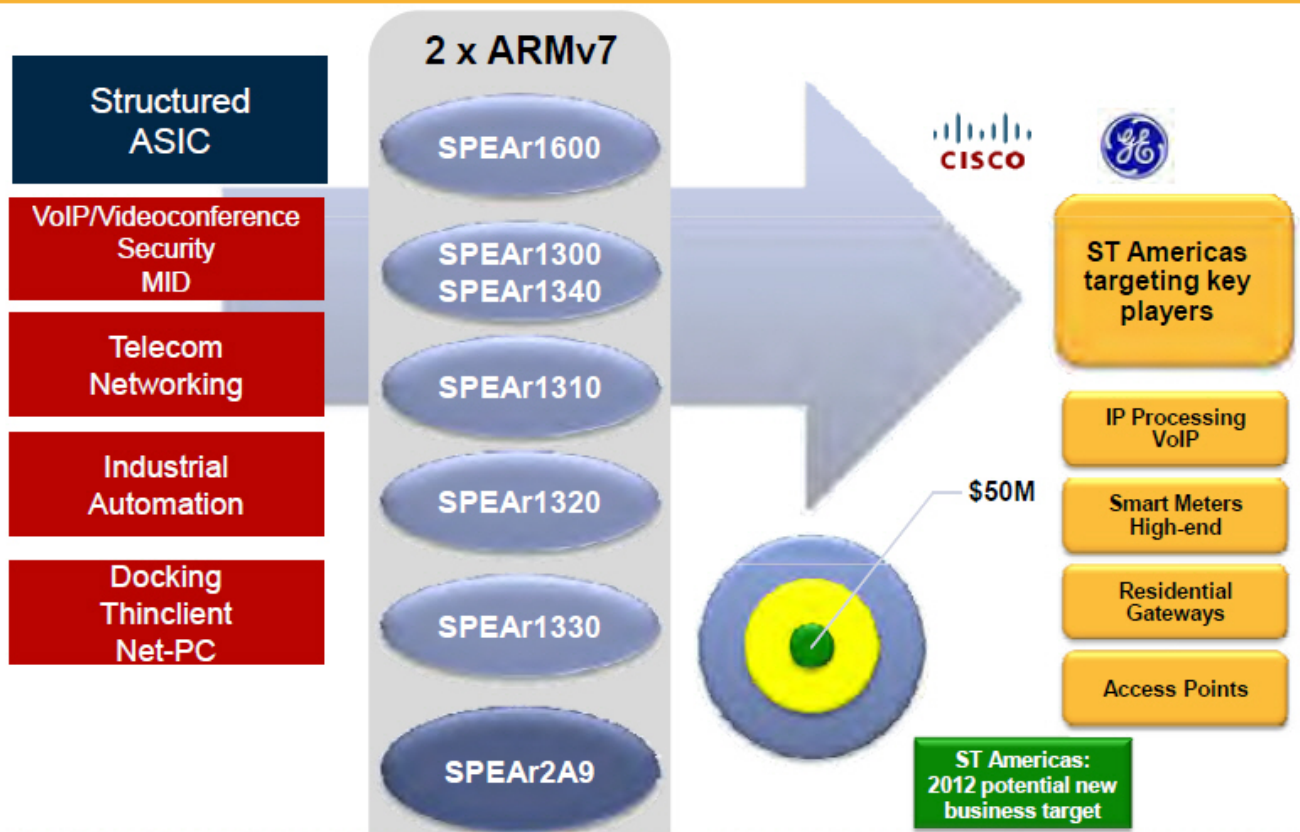 2 x ARMv7
Structured
ASIC
SPEAr1600
CISCO
GE
VoIP/Videoconference
Security
MID
SPEAr1300
SPEAr1340
ST Americas
targeting key
players
Telecom
Networking
SPEAr1310
IP Processing
VoIP
Industrial
Automation
SPEAr1320
$50M
Smart Meters
High-end
Docking
Thinclient
Net-PC
SPEAr1330
Residential
Gateways
Access Points
SPEAr2A9
ST Americas:
2012 potential new
business target